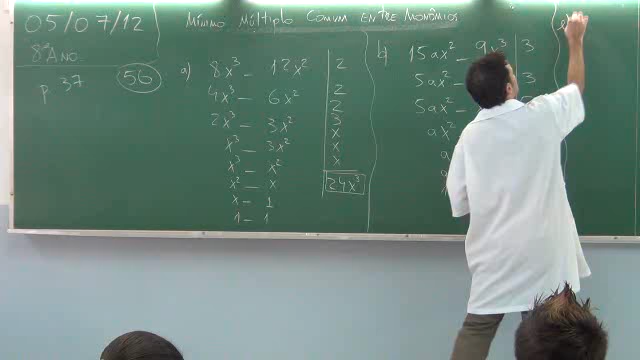 05/07/12
8º ANO
p. 37
56
MÍNIMO MÚLTIPLO COMUM ENTRE MONÔMIOS
a) 8x³ - 12x² | 2
4x³ - 6x² | 2
2x³ - 3x² | 2
x³ - 3x² | 3
x³ - x² | x
x² - x | x
x - 1 | x
1 - 1 | 24x³
b) 15ax² - 9x³ | 3
5ax² - | 3
5ax² -
ax² -
a